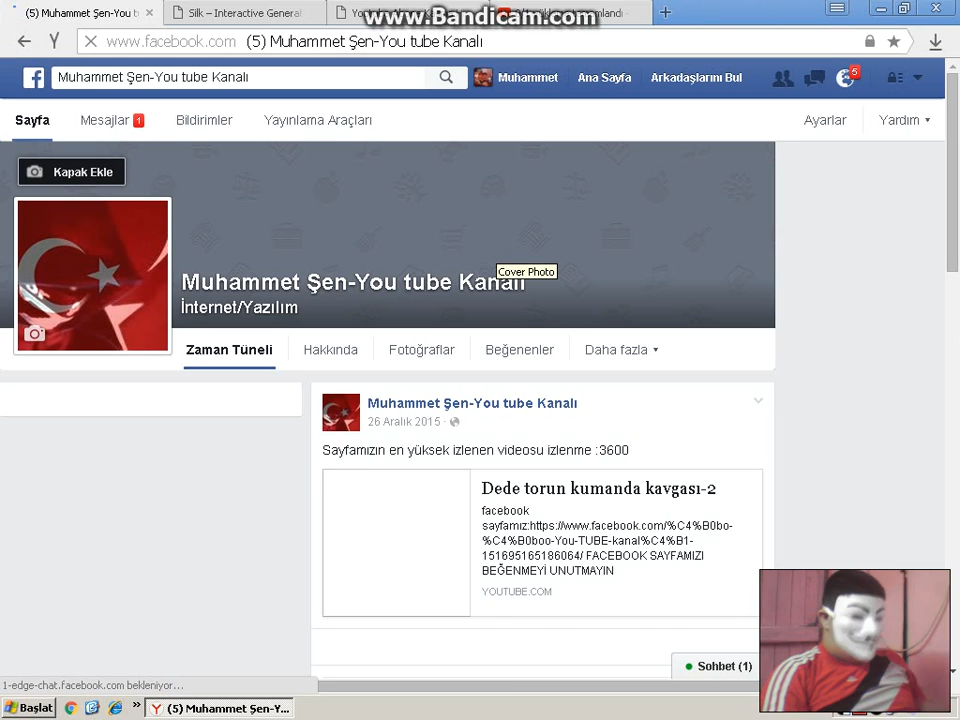 www.Bandicam.com
(5) Muhammet Şen-You t
Silk – Interactive General
(5) Muhammet Şen-You tube Kanalı
www.facebook.com
Muhammet Şen-You tube Kanalı
Muhammet
Ana Sayfa
Arkadaşlarını Bul
5
Sayfa
Mesajlar 1
Bildirimler
Yayınlama Araçları
Ayarlar
Yardım
Kapak Ekle
Cover Photo
Muhammet Şen-You tube Kanalı
İnternet/Yazılım
Zaman Tüneli
Hakkında
Fotoğraflar
Beğenenler
Daha fazla
Muhammet Şen-You tube Kanalı
26 Aralık 2015
Sayfamızın en yüksek izlenen videosu izlenme :3600
Dede torun kumanda kavgası-2
facebook
sayfamız:https://www.facebook.com/%C4%B0bo-
%C4%B0boo-You-TUBE-kanal%C4%B1-
151695165186064/ FACEBOOK SAYFAMIZI
BEĞENMEYİ UNUTMAYIN
YOUTUBE.COM
Sohbet (1)
1-edge-chat.facebook.com bekleniyor...
Başlat
(5) Muhammet Şen-Y...